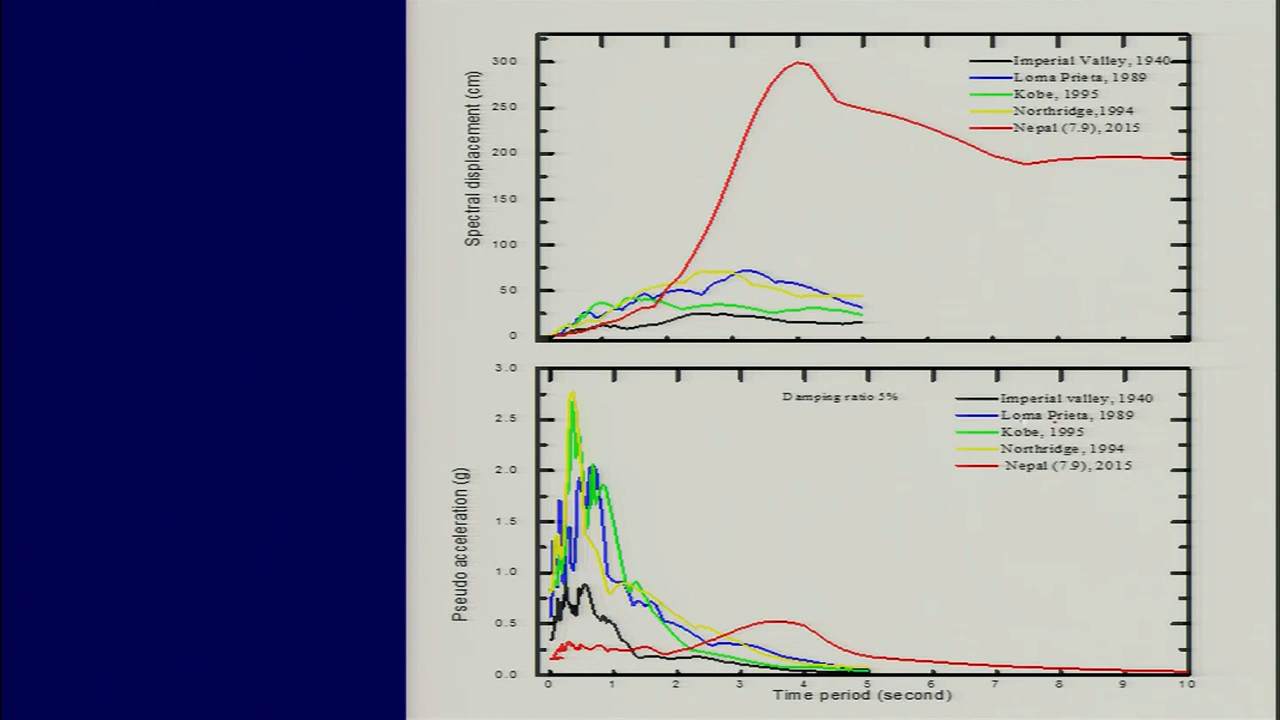 Spectral displacement (cm)
300
250
200
150
100
50
0
Imperial Valley, 1940
Loma Prieta, 1989
Kobe, 1995
Northridge,1994
Nepal (7.9), 2015
Pseudo acceleration (g)
3.0
2.5
2.0
1.5
1.0
0.5
0.0
Damping ratio 5%
Imperial valley, 1940
Loma Prieta, 1989
Kobe, 1995
Northridge, 1994
Nepal (7.9), 2015
0 1 2 3 4 5 6 7 8 9 10
Time period (second)